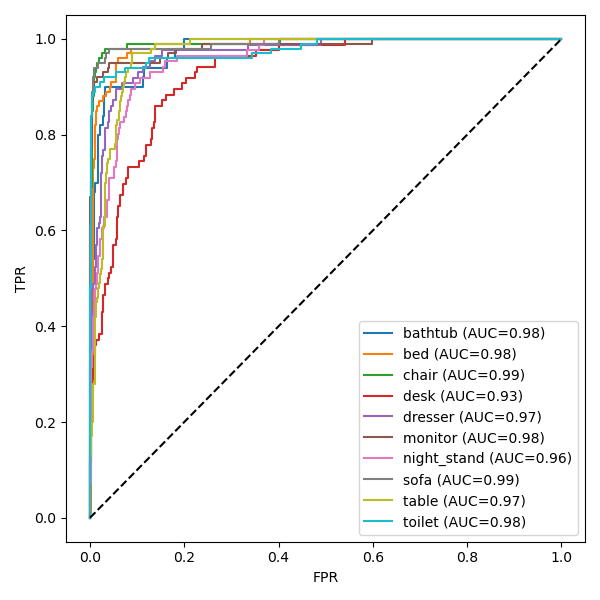 1.0
0.8
0.6
0.4
0.2
0.0
TPR
bathtub (AUC=0.98)
bed (AUC=0.98)
chair (AUC=0.99)
desk (AUC=0.93)
dresser (AUC=0.97)
monitor (AUC=0.98)
night_stand (AUC=0.96)
sofa (AUC=0.99)
table (AUC=0.97)
toilet (AUC=0.98)
0.0 0.2 0.4 0.6 0.8 1.0
FPR